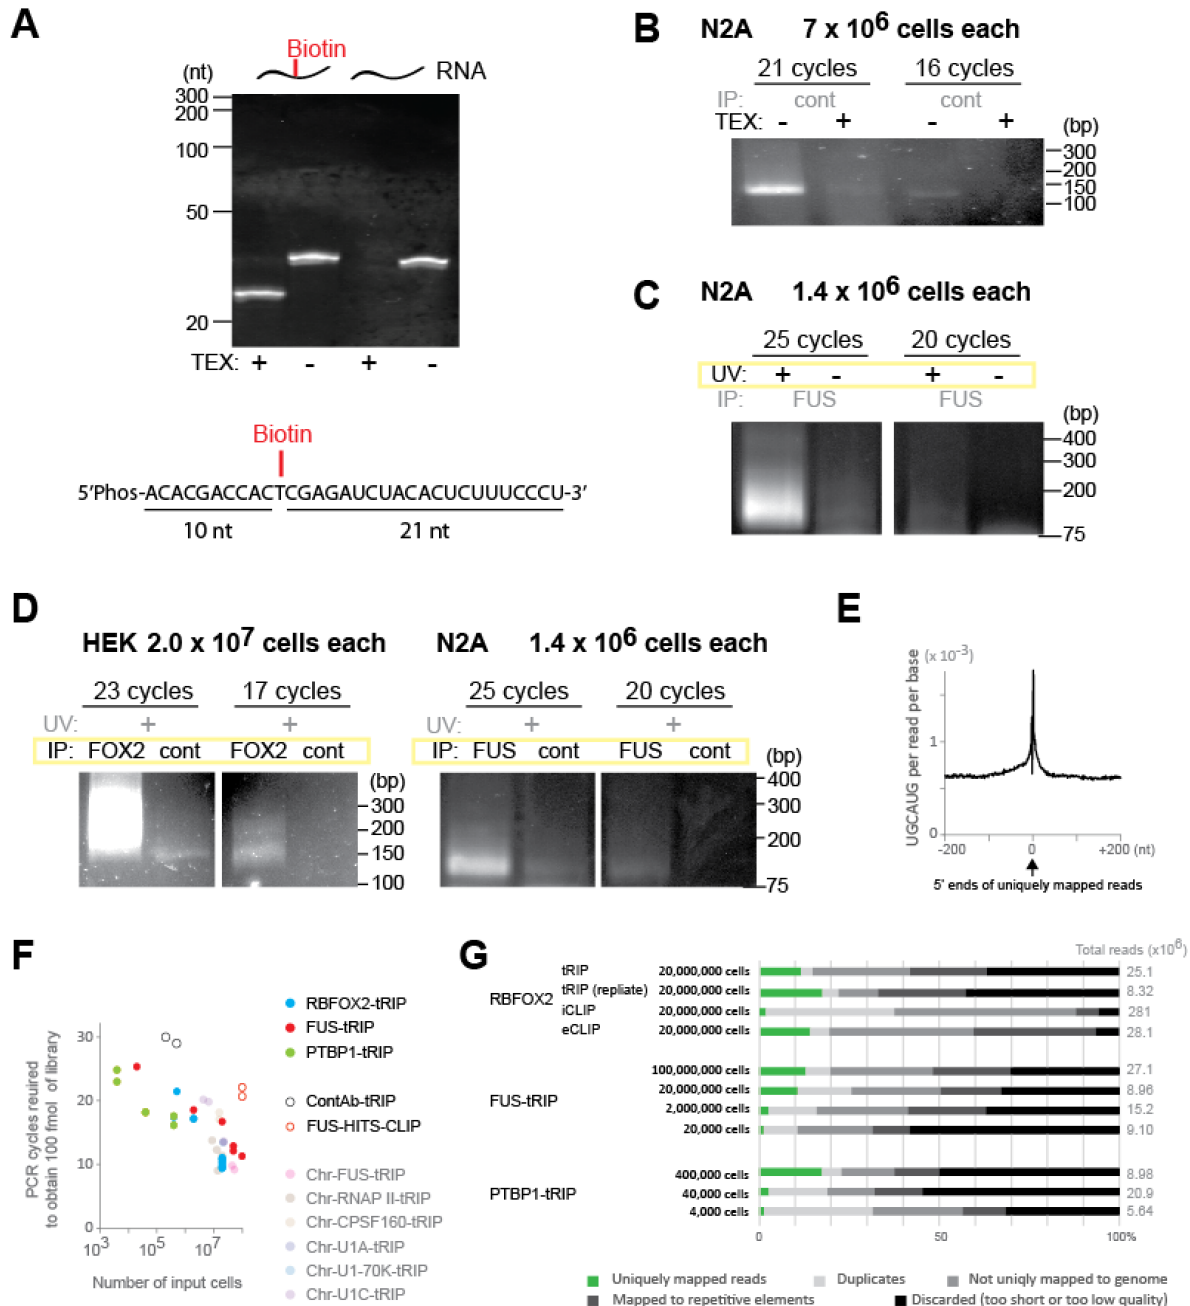 A
Biotin
(nt)
RNA
300
200
100
50
20
TEX: + - + -
Biotin
5'Phos-ACACGACCACTCGAGAUCUACACUCUUUCCCU-3'
10 nt
21 nt
B
N2A 7 x 10^6 cells each
21 cycles 16 cycles
IP: cont cont
TEX: - + - +
(bp)
300
200
150
100
C
N2A 1.4 x 10^6 cells each
25 cycles 20 cycles
UV: + - + -
IP: FUS FUS
(bp)
400
300
200
75
D
HEK 2.0 x 10^7 cells each
23 cycles 17 cycles
UV: + +
IP: FOX2 cont FOX2 cont
(bp)
300
200
150
100
N2A 1.4 x 10^6 cells each
25 cycles 20 cycles
UV: + +
IP: FUS cont FUS cont
(bp)
400
300
200
75
E
(x 10^-3)
UGCAUG per read per base
1
0
-200 0 +200 (nt)
5' ends of uniquely mapped reads
F
PCR cycles reuired
to obtain 100 fmol of library
30
20
10
0
10^3 10^5 10^7
Number of input cells
RBFOX2-tRIP
FUS-tRIP
PTBP1-tRIP
ContAb-tRIP
FUS-HITS-CLIP
Chr-FUS-tRIP
Chr-RNAP II-tRIP
Chr-CPSF160-tRIP
Chr-U1A-tRIP
Chr-U1-70K-tRIP
Chr-U1C-tRIP
G
Total reads (x10^6)
RBFOX2
tRIP 20,000,000 cells 25.1
tRIP (repliate) 20,000,000 cells 8.32
iCLIP 20,000,000 cells 281
eCLIP 20,000,000 cells 28.1
FUS-tRIP
100,000,000 cells 27.1
20,000,000 cells 8.96
2,000,000 cells 15.2
20,000 cells 9.10
PTBP1-tRIP
400,000 cells 8.98
40,000 cells 20.9
4,000 cells 5.64
0 50 100%
Uniquely mapped reads
Duplicates
Not uniqly mapped to genome
Mapped to repetitive elements
Discarded (too short or too low quality)